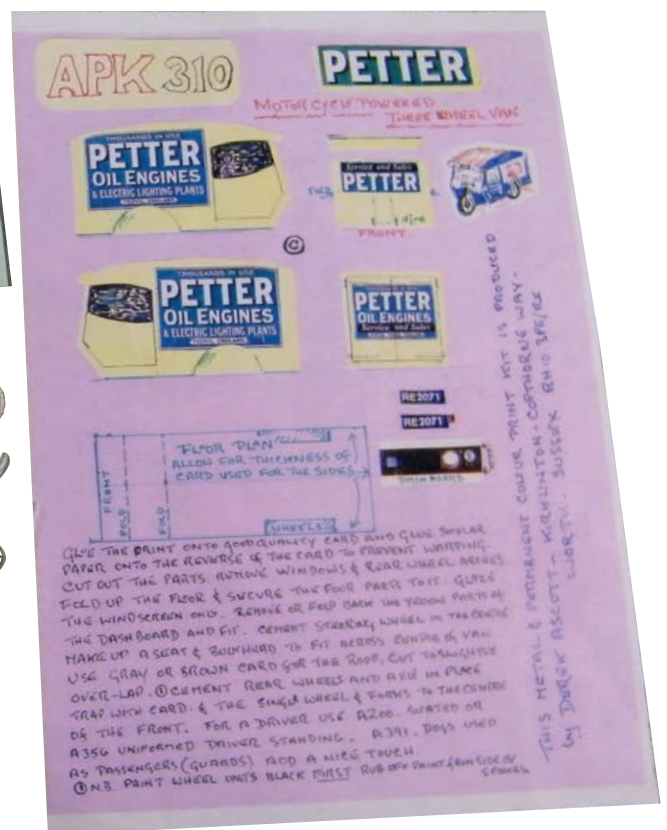 APK 310
PETTER
MOTORCYCLE POWERED
THREE WHEEL VAN
THOUSANDS IN USE
PETTER
OIL ENGINES
& ELECTRIC LIGHTING PLANTS
YEOVIL, ENGLAND
Service and Sales
PETTER
FOLD
FRONT
©
THOUSANDS IN USE
PETTER
OIL ENGINES
& ELECTRIC LIGHTING PLANTS
YEOVIL, ENGLAND
PETTER
OIL ENGINES
Service and Sales
RE2071
RE2071
DASHBOARD
FLOOR PLAN
ALLOW FOR THICKNESS OF
CARD USED FOR THE SIDES
FRONT
FOLD
FOLD
WHEELS
GLUE THE PRINT ONTO GOOD QUALITY CARD AND GLUE SIMILAR
PAPER ONTO THE REVERSE OF THE CARD TO PREVENT WARPING.
CUT OUT THE PARTS REMOVE WINDOWS & REAR WHEEL ARCHES.
FOLD UP THE FLOOR & SECURE THE FOUR PARTS TO IT. GLAZE
THE WINDSCREEN ONLY. REMOVE OR FOLD BACK THE YELLOW PARTS OF
THE DASHBOARD AND FIT. CEMENT STEERING WHEEL IN THE CENTRE
MAKE UP A SEAT & BULKHEAD TO FIT ACROSS CENTRE OF VAN
USE GRAY OR BROWN CARD FOR THE ROOF. CUT TO SLIGHTLY
OVER-LAP. ① CEMENT REAR WHEELS AND AXLE IN PLACE
TRAP WITH CARD. & THE SINGLE WHEEL & FORKS TO THE CENTRE
OF THE FRONT. FOR A DRIVER USE A200. SEATED OR
A356 UNIFORMED DRIVER STANDING. A391. DOGS USED
AS PASSENGERS (GUARDS) ADD A NICE TOUCH.
① N.B. PAINT WHEEL UNITS BLACK FIRST RUB OFF PAINT FROM SIDE OF
SPOKES
THIS METAL & PERMANENT COLOUR PRINT KIT IS PRODUCED
by DEREK ASCOTT - KIRKLINTON - COPTHORNE WAY-
WORTH. SUSSEX RH10